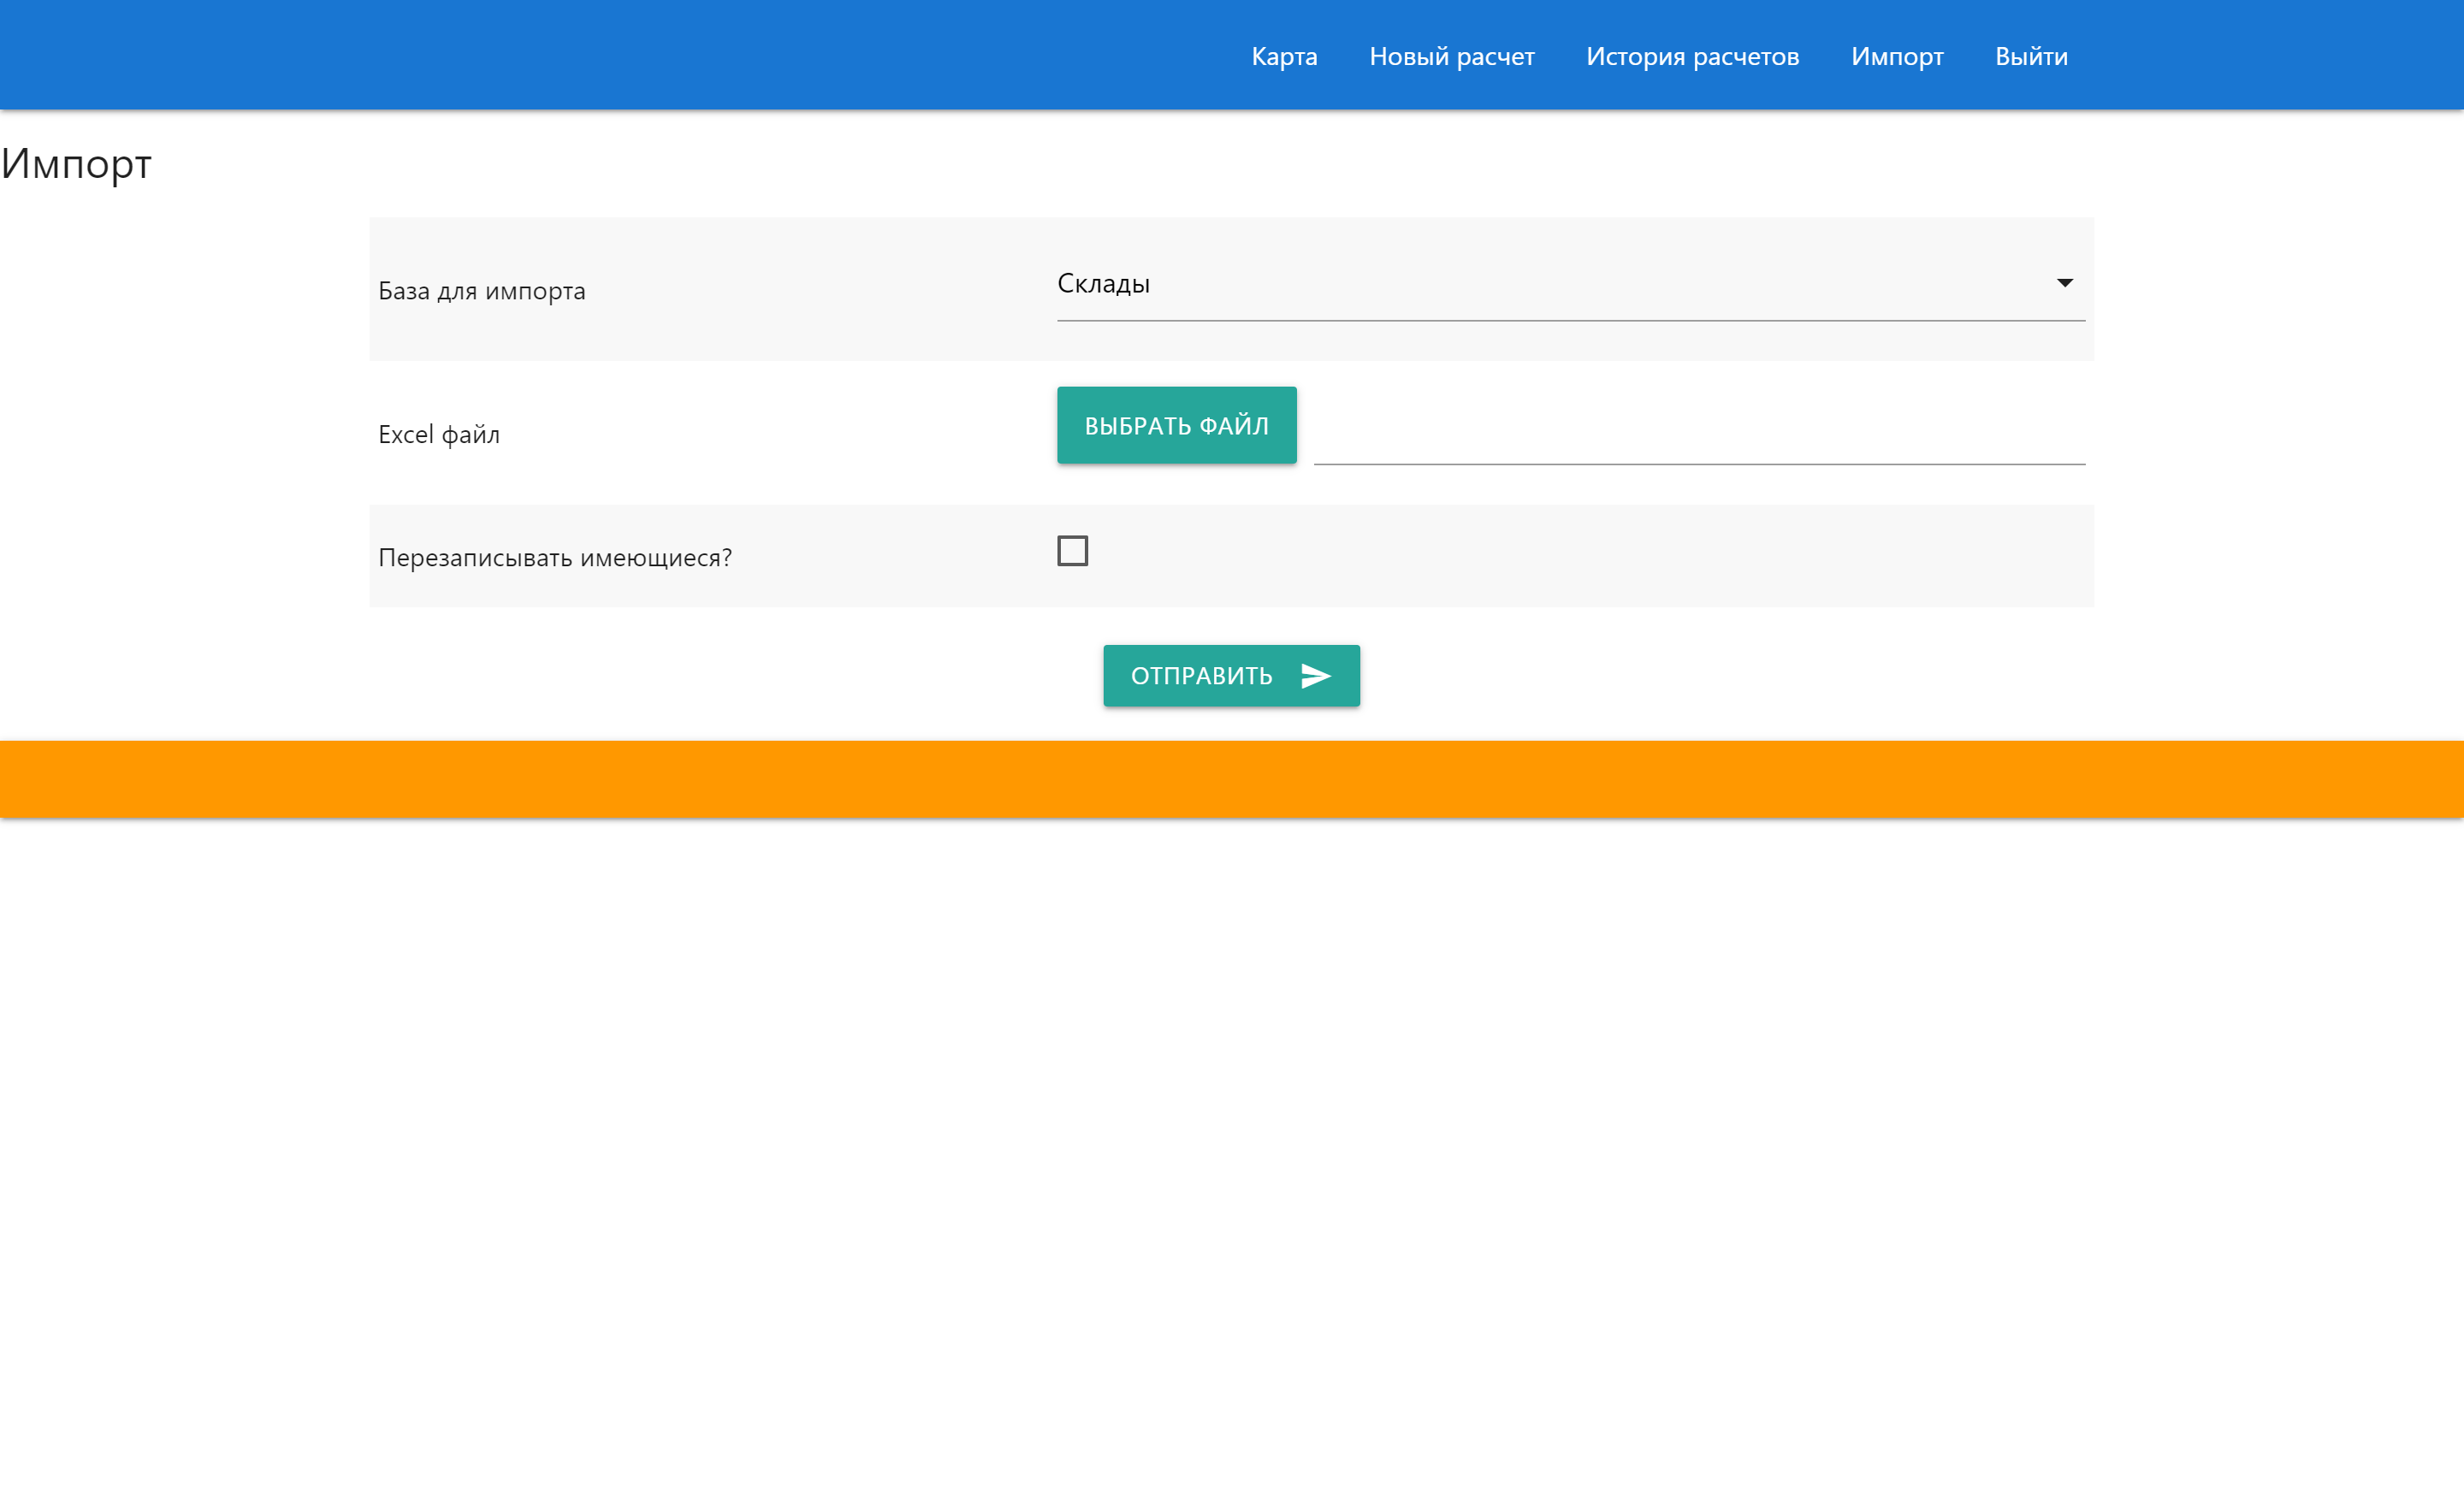 Карта Новый расчет История расчетов Импорт Выйти
Импорт
База для импорта Склады
Excel файл ВЫБРАТЬ ФАЙЛ
Перезаписывать имеющиеся?
ОТПРАВИТЬ